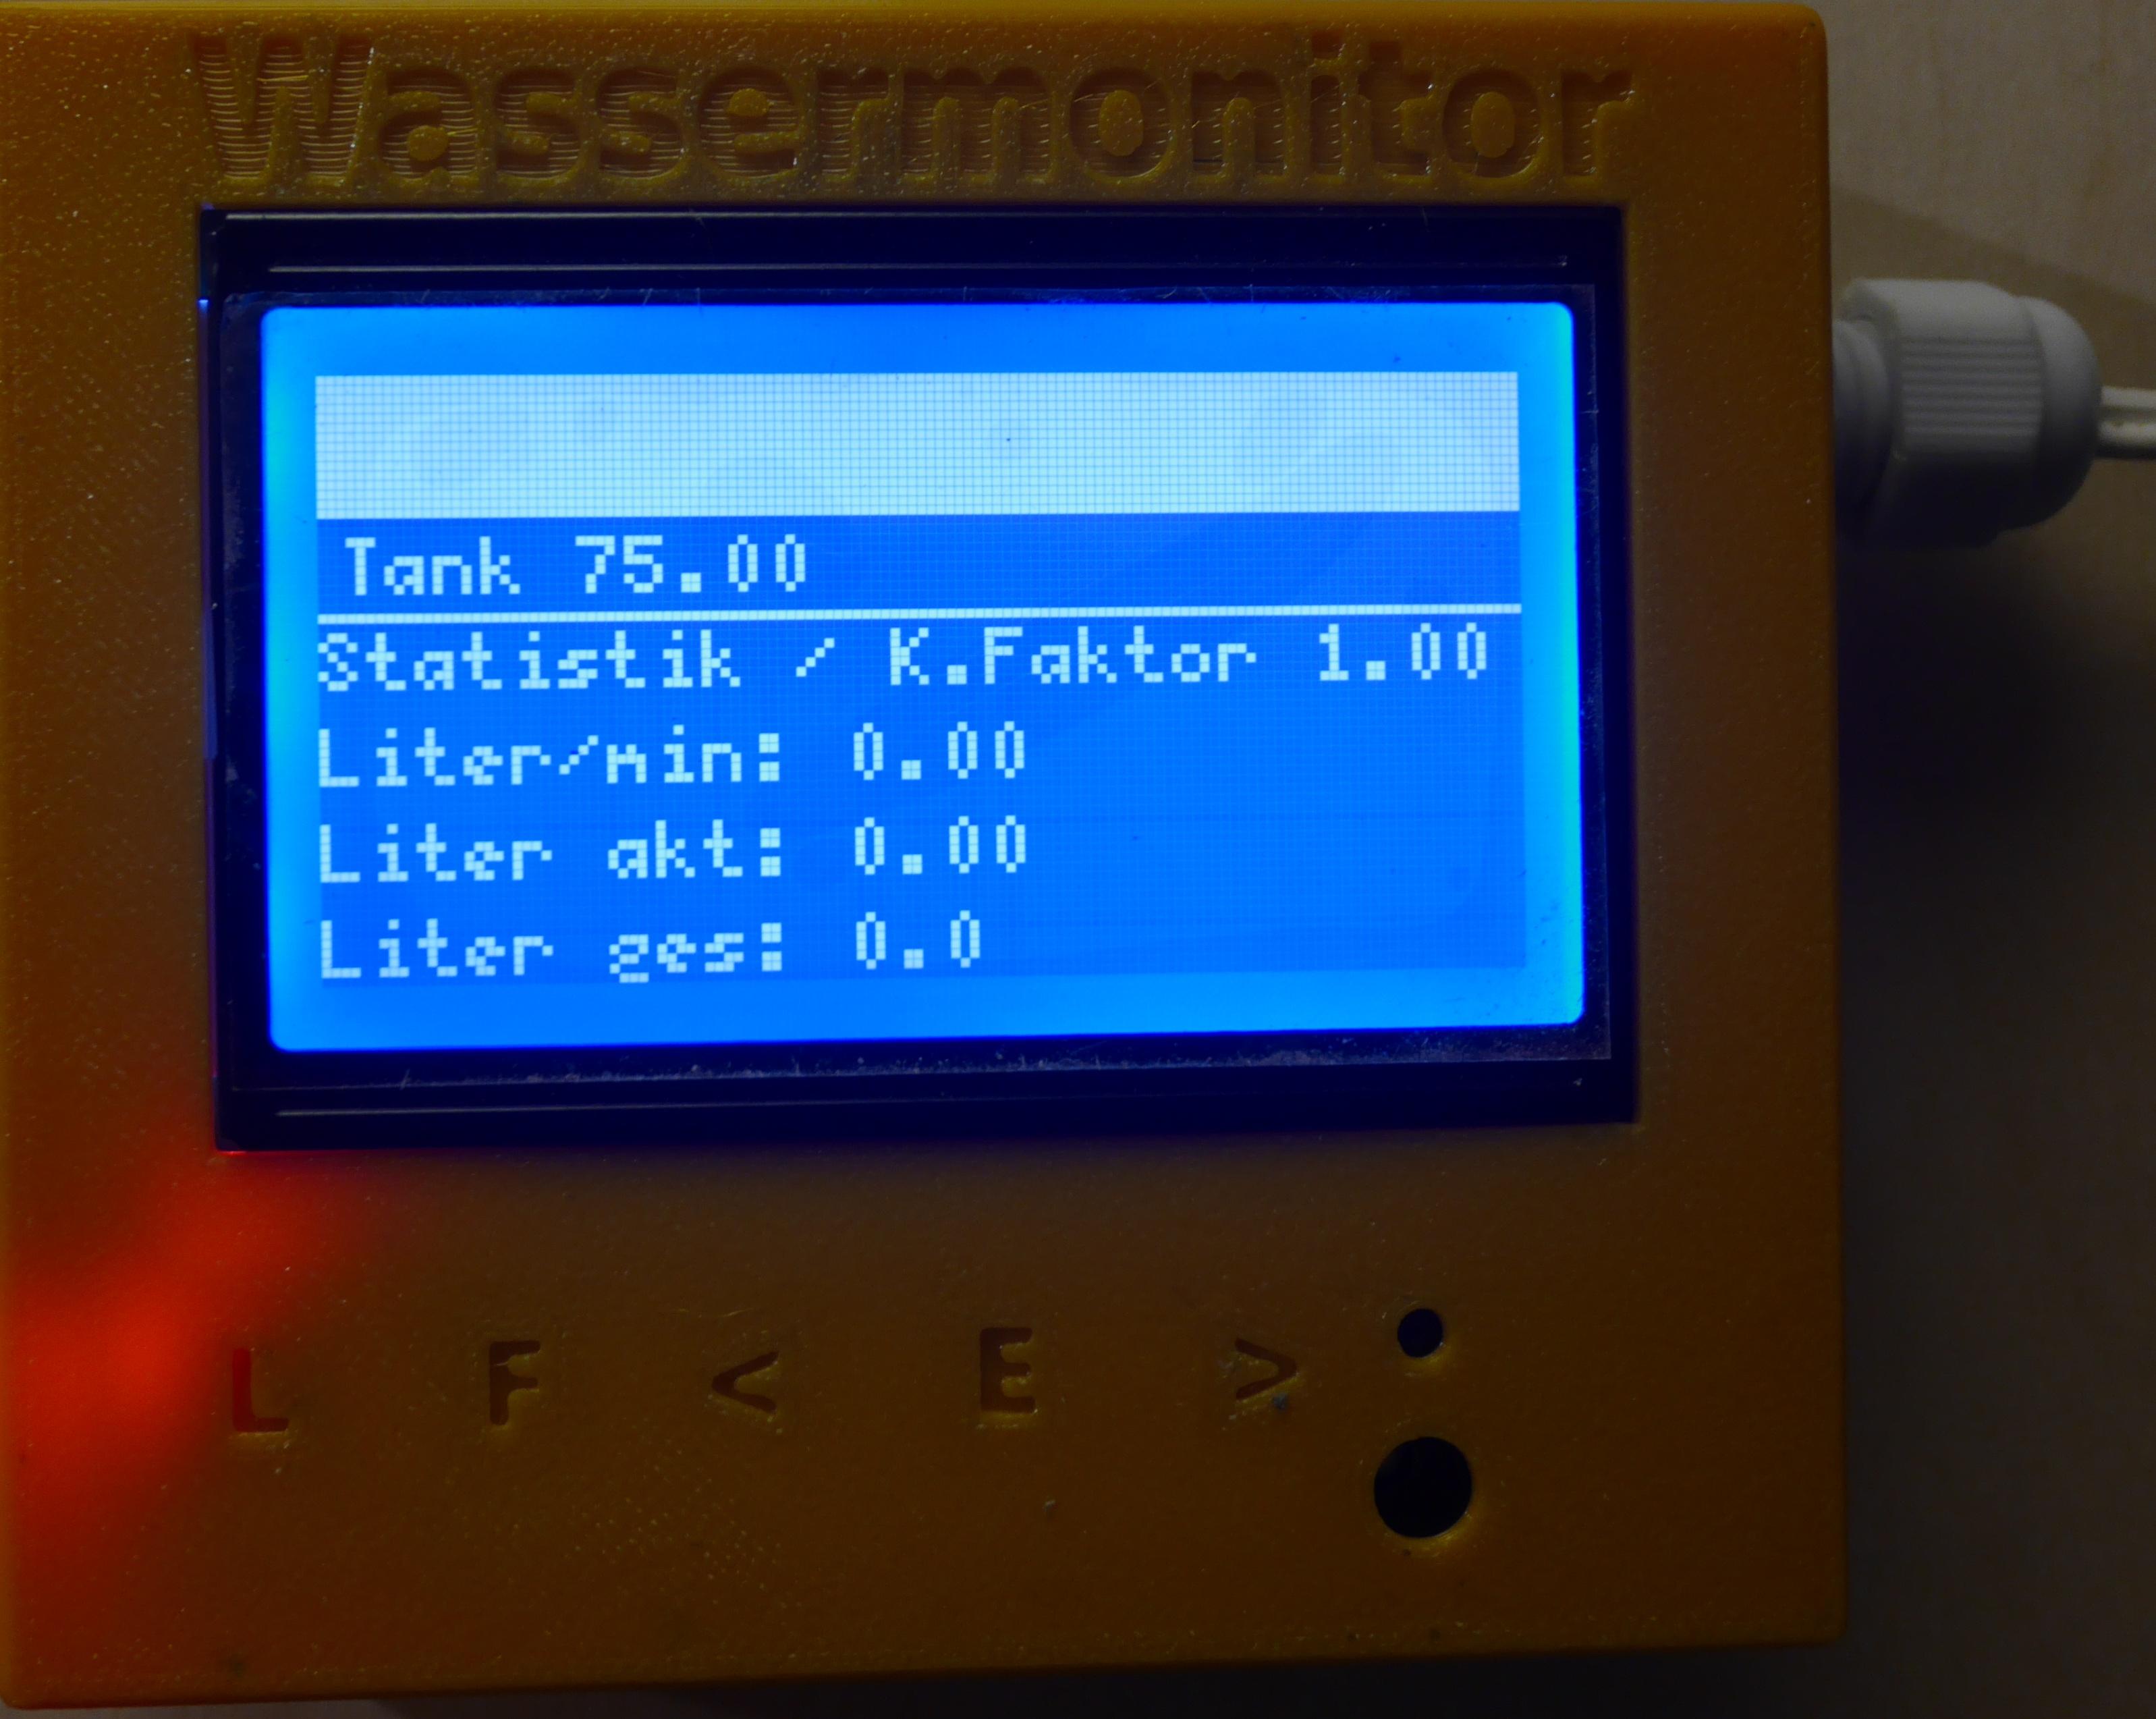 Wassermonitor
Tank 75.00
Statistik / K.Faktor 1.00
Liter/min: 0.00
Liter akt: 0.00
Liter ges: 0.0
L F < E >